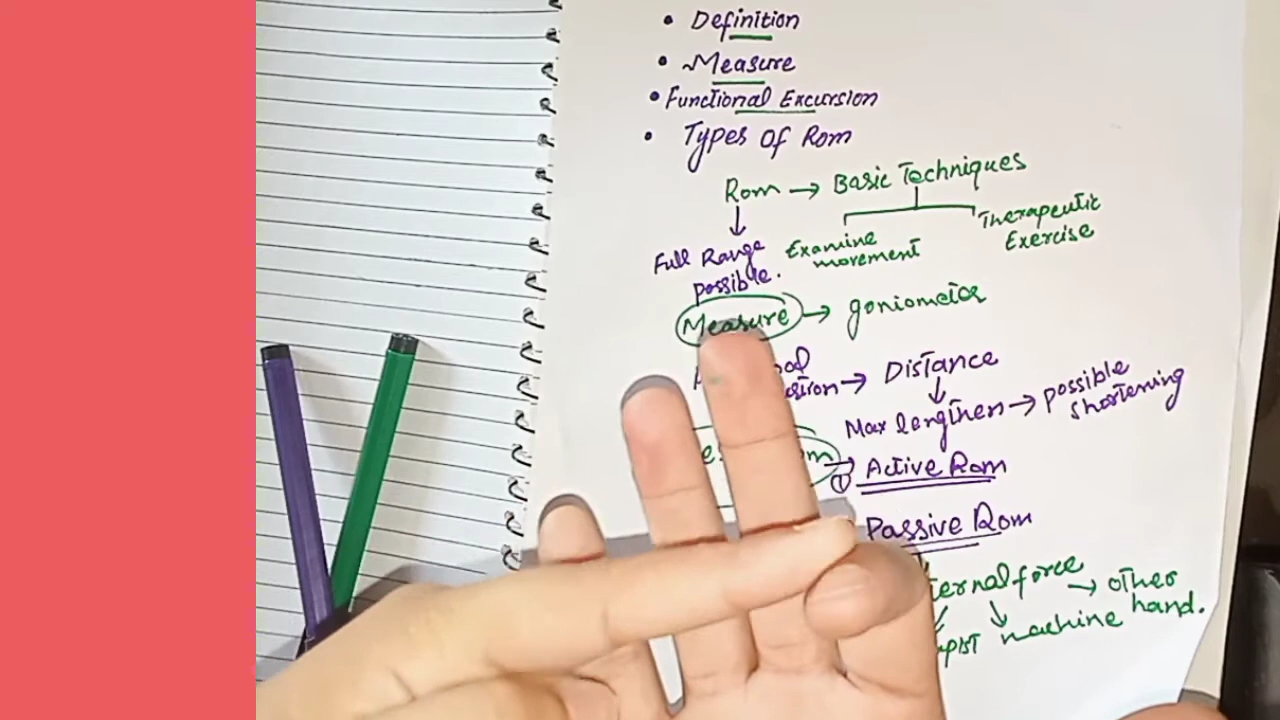 • Definition
• Measure
• Functional Excursion
• Types of Rom
Rom → Basic Techniques
Full Range possible.
Examine movement
Therapeutic Exercise
Measure → goniometer
→ Distance
Max lengthen → possible shortening
① Active Rom
Passive Rom
→ other hand.
machine